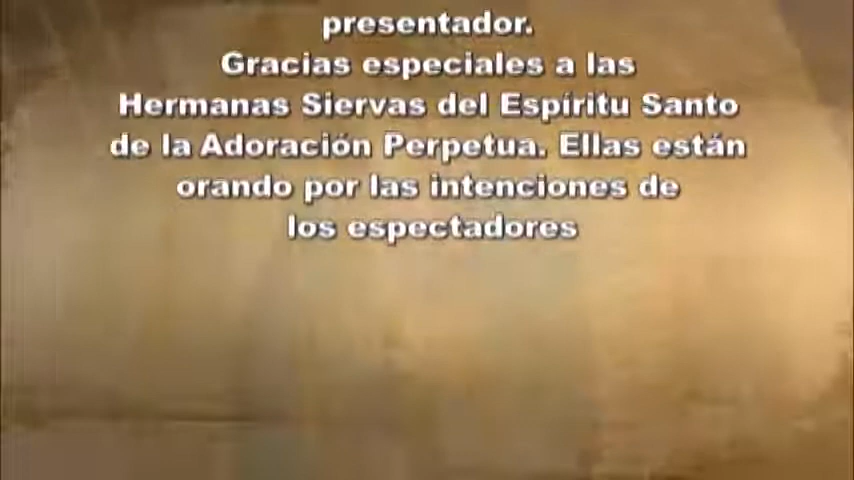 presentador.
Gracias especiales a las
Hermanas Siervas del Espíritu Santo
de la Adoración Perpetua. Ellas están
orando por las intenciones de
los espectadores